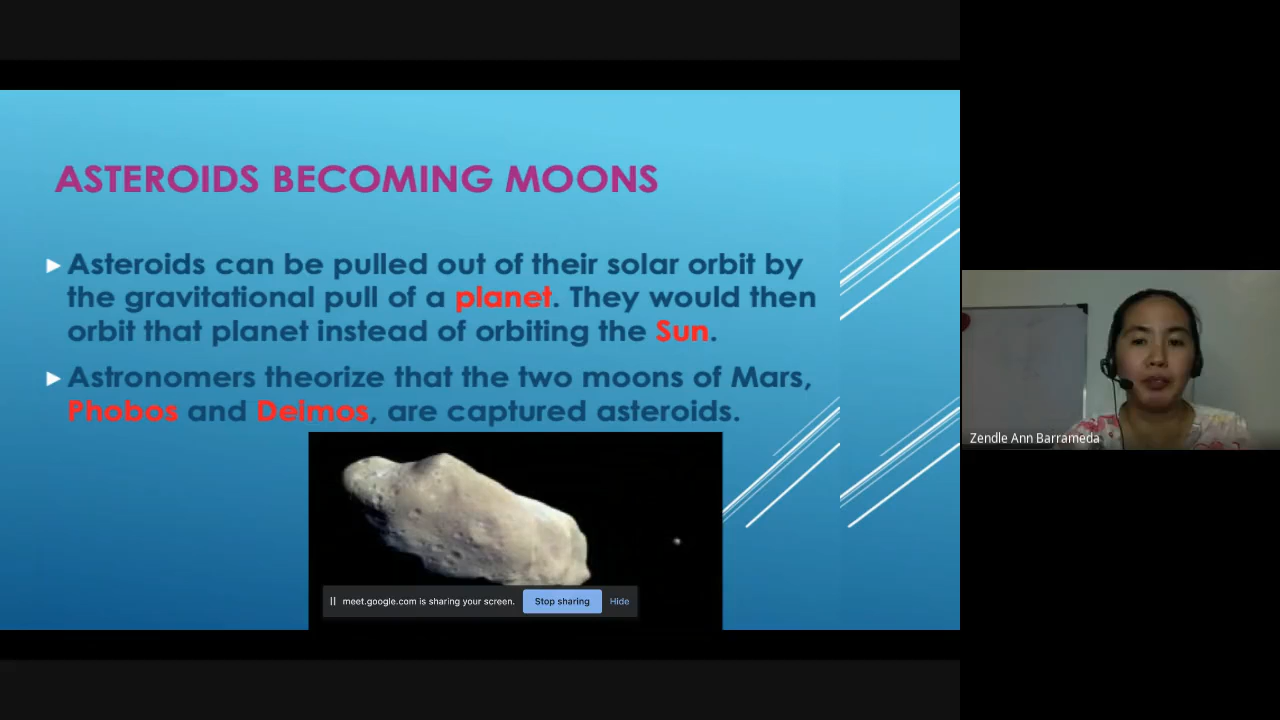 ASTEROIDS BECOMING MOONS
Asteroids can be pulled out of their solar orbit by
the gravitational pull of a planet. They would then
orbit that planet instead of orbiting the Sun.
Astronomers theorize that the two moons of Mars,
Phobos and Deimos, are captured asteroids.
meet.google.com is sharing your screen. Stop sharing Hide
Zendle Ann Barrameda